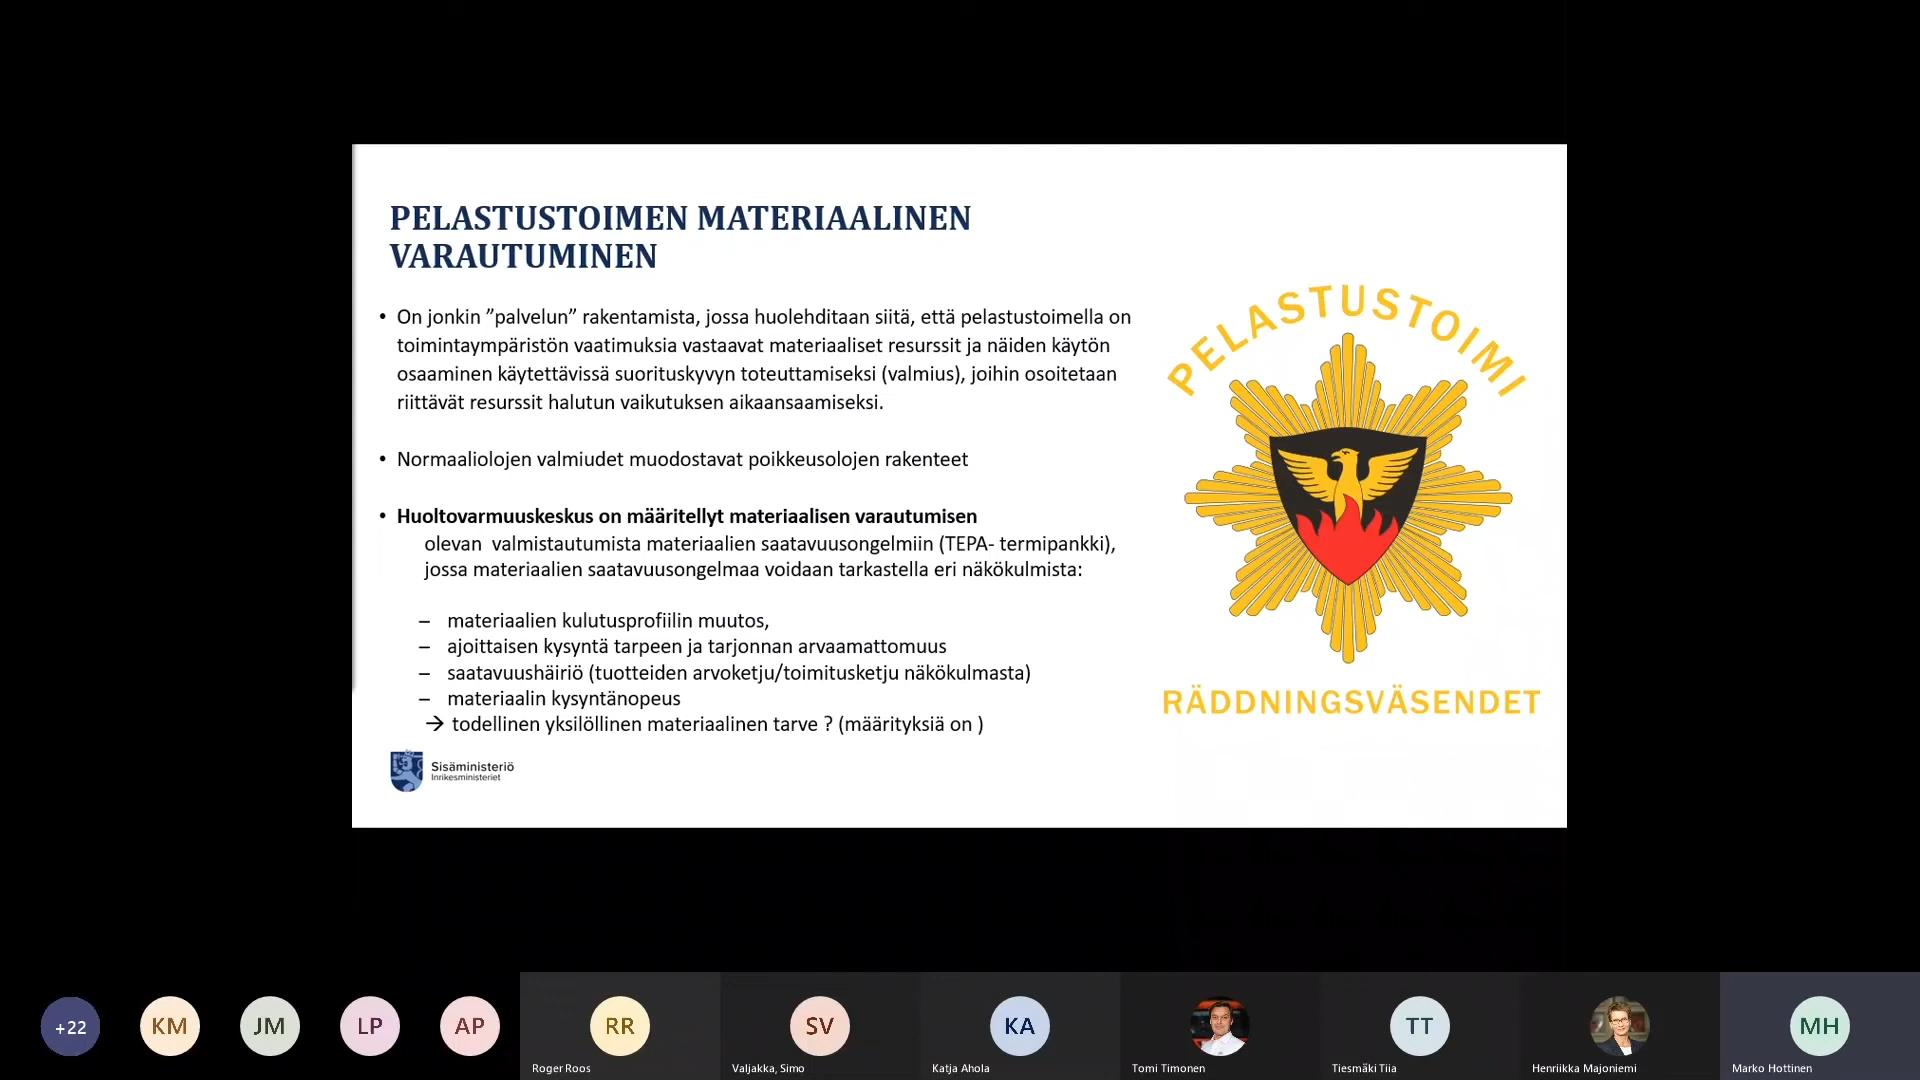 PELASTUSTOIMEN MATERIAALINEN
VARAUTUMINEN
• On jonkin ”palvelun” rakentamista, jossa huolehditaan siitä, että pelastustoimella on
toimintaympäristön vaatimuksia vastaavat materiaaliset resurssit ja näiden käytön
osaaminen käytettävissä suorituskyvyn toteuttamiseksi (valmius), joihin osoitetaan
riittävät resurssit halutun vaikutuksen aikaansaamiseksi.
• Normaaliolojen valmiudet muodostavat poikkeusolojen rakenteet
• Huoltovarmuuskeskus on määritellyt materiaalisen varautumisen
olevan valmistautumista materiaalien saatavuusongelmiin (TEPA- termipankki),
jossa materiaalien saatavuusongelmaa voidaan tarkastella eri näkökulmista:
– materiaalien kulutusprofiilin muutos,
– ajoittaisen kysyntä tarpeen ja tarjonnan arvaamattomuus
– saatavuushäiriö (tuotteiden arvoketju/toimitusketju näkökulmasta)
– materiaalin kysyntänopeus
→ todellinen yksilöllinen materiaalinen tarve ? (määrityksiä on )
Sisäministeriö
Inrikesministeriet
PELASTUSTOIMI
RÄDDNINGSVÄSENDET
+22
KM
JM
LP
AP
RR
Roger Roos
SV
Valjakka, Simo
KA
Katja Ahola
Tomi Timonen
TT
Tiesmäki Tiia
Henriikka Majoniemi
MH
Marko Hottinen